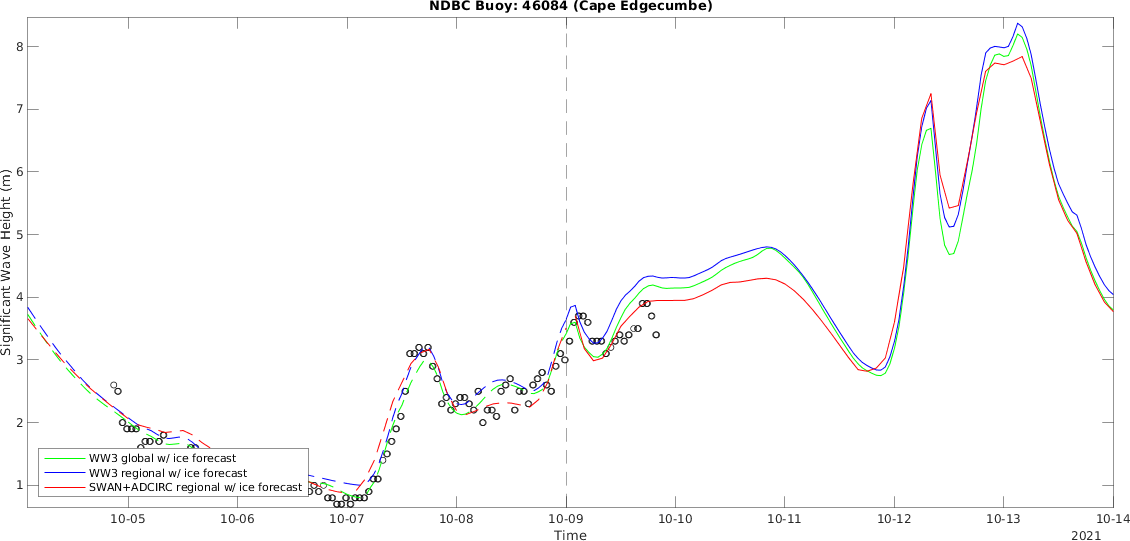 NDBC Buoy: 46084 (Cape Edgecumbe)
8
7
6
5
4
3
2
1
Significant Wave Height (m)
WW3 global w/ ice forecast
WW3 regional w/ ice forecast
SWAN+ADCIRC regional w/ ice forecast
10-05 10-06 10-07 10-08 10-09 10-10 10-11 10-12 10-13 10-14
Time
2021